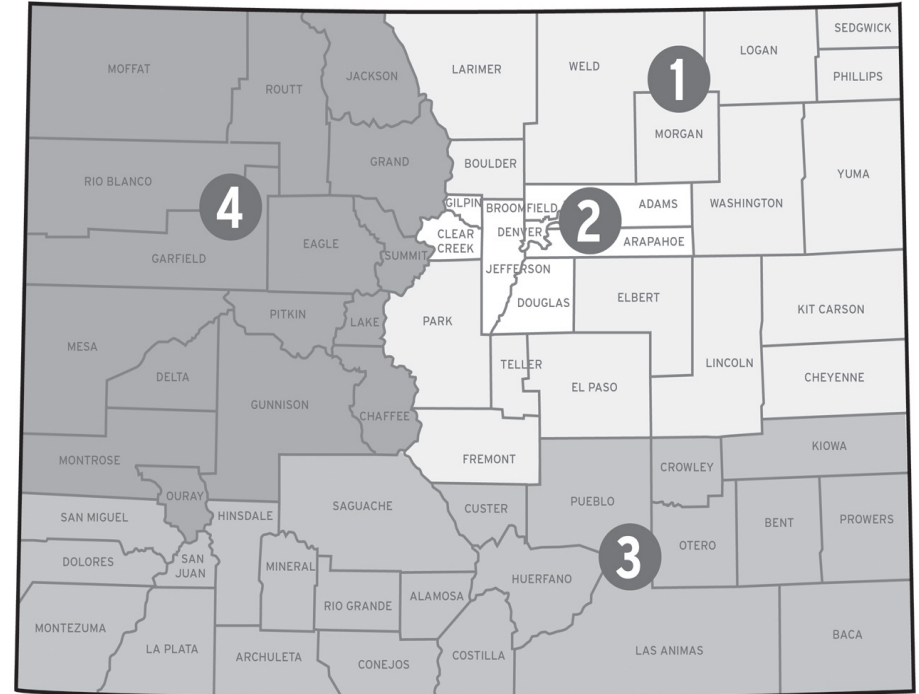 SEDGWICK
LOGAN
MOFFAT
JACKSON
LARIMER
WELD
1
PHILLIPS
ROUTT
MORGAN
GRAND
BOULDER
YUMA
RIO BLANCO
4
GILPIN
BROOMFIELD
2
ADAMS
WASHINGTON
CLEAR
CREEK
DENVER
ARAPAHOE
EAGLE
GARFIELD
SUMMIT
JEFFERSON
DOUGLAS
ELBERT
KIT CARSON
PITKIN
LAKE
PARK
MESA
TELLER
LINCOLN
DELTA
EL PASO
CHEYENNE
GUNNISON
CHAFFEE
MONTROSE
FREMONT
CROWLEY
KIOWA
OURAY
SAGUACHE
CUSTER
PUEBLO
SAN MIGUEL
HINSDALE
BENT
PROWERS
DOLORES
SAN
JUAN
MINERAL
3
OTERO
HUERFANO
RIO GRANDE
ALAMOSA
MONTEZUMA
LA PLATA
ARCHULETA
CONEJOS
COSTILLA
LAS ANIMAS
BACA